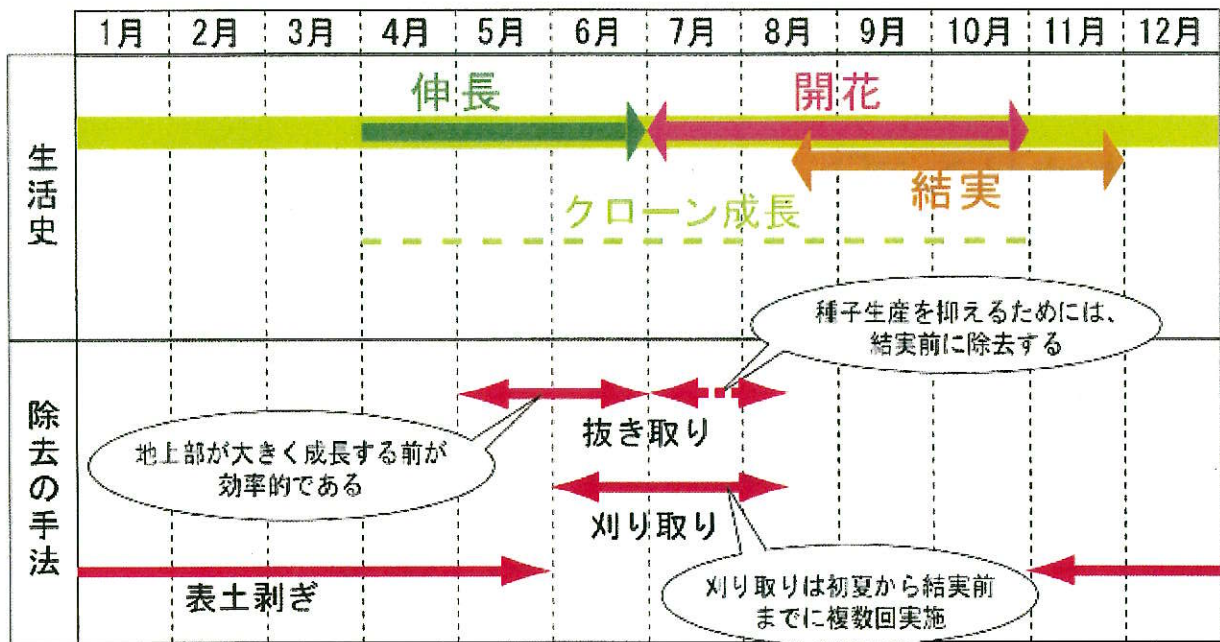 1月 2月 3月 4月 5月 6月 7月 8月 9月 10月 11月 12月
生活史
伸長
開花
結実
クローン成長
種子生産を抑えるためには、
結実前に除去する
除去の手法
抜き取り
地上部が大きく成長する前が
効率的である
刈り取り
表土剥ぎ
刈り取りは初夏から結実前
までに複数回実施